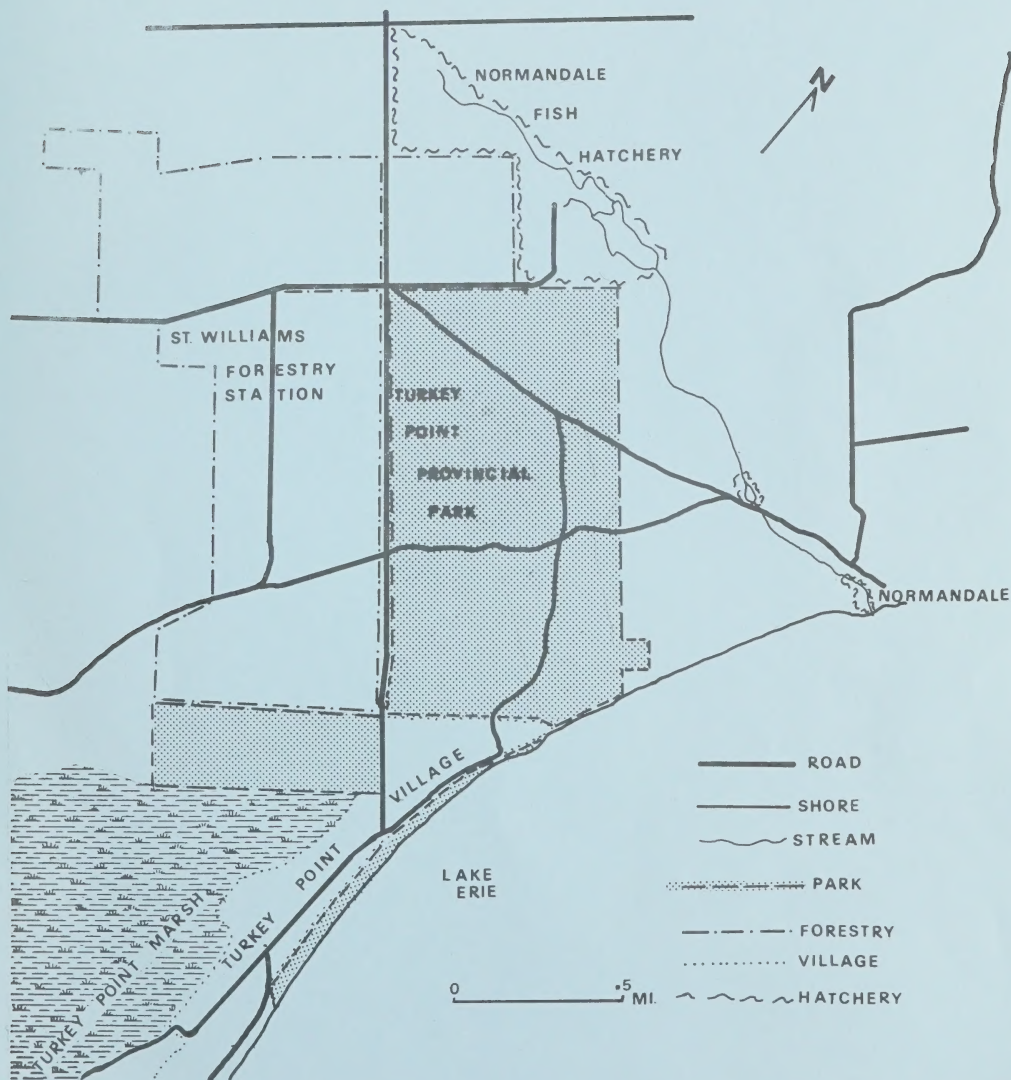 NORMANDALE
FISH
HATCHERY
N
ST. WILLIAMS
FORESTRY
STATION
TURKEY
POINT
PROVINCIAL
PARK
NORMANDALE
TURKEY POINT VILLAGE
TURKEY POINT MARSH
LAKE
ERIE
ROAD
SHORE
STREAM
PARK
FORESTRY
VILLAGE
HATCHERY
0 .5 MI.